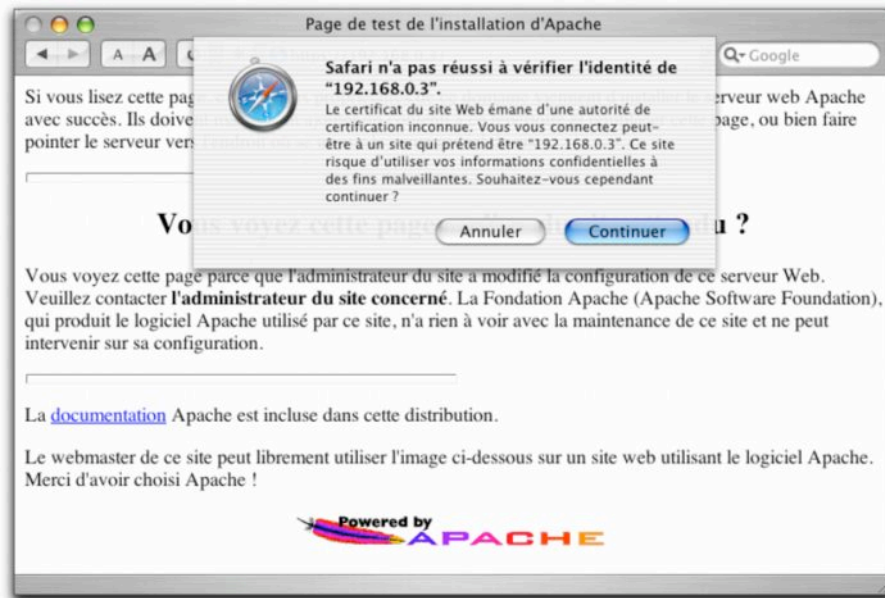 Page de test de l'installation d'Apache
A A
Google
Safari n'a pas réussi à vérifier l'identité de
“192.168.0.3”.
Le certificat du site Web émane d'une autorité de
certification inconnue. Vous vous connectez peut-
être à un site qui prétend être “192.168.0.3”. Ce site
risque d'utiliser vos informations confidentielles à
des fins malveillantes. Souhaitez-vous cependant
continuer ?
Annuler Continuer
Si vous lisez cette erveur web Apache
avec succès. Ils page, ou bien faire
pointer le serveur
Vous voyez cette page ?
Vous voyez cette page parce que l'administrateur du site a modifié la configuration de ce serveur Web.
Veuillez contacter l'administrateur du site concerné. La Fondation Apache (Apache Software Foundation),
qui produit le logiciel Apache utilisé par ce site, n'a rien à voir avec la maintenance de ce site et ne peut
intervenir sur sa configuration.
La documentation Apache est incluse dans cette distribution.
Le webmaster de ce site peut librement utiliser l'image ci-dessous sur un site web utilisant le logiciel Apache.
Merci d'avoir choisi Apache !
Powered by
APACHE